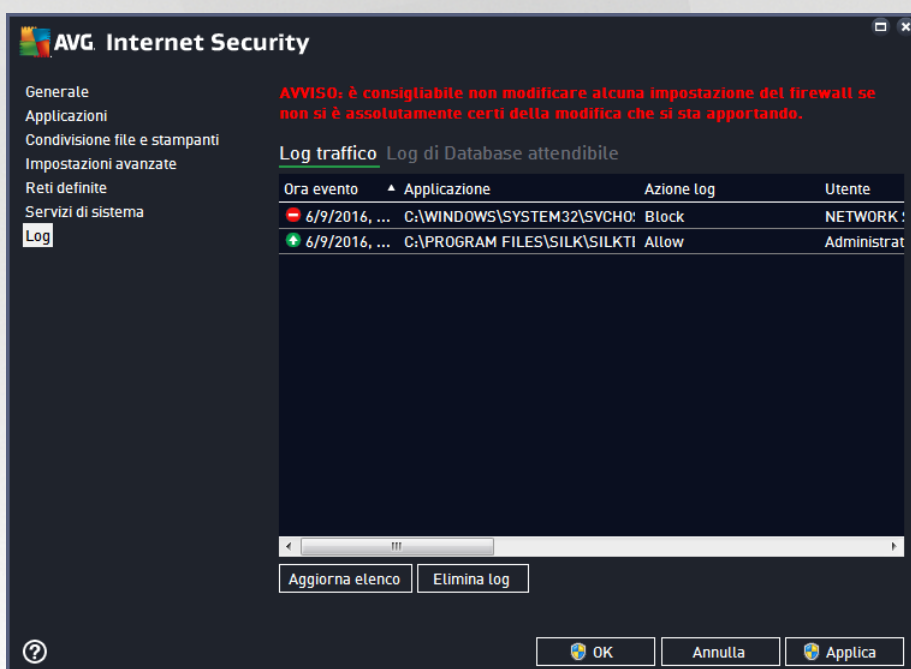 AVG Internet Security
Generale
Applicazioni
Condivisione file e stampanti
Impostazioni avanzate
Reti definite
Servizi di sistema
Log
AVVISO: è consigliabile non modificare alcuna impostazione del firewall se
non si è assolutamente certi della modifica che si sta apportando.
Log traffico Log di Database attendibile
Ora evento Applicazione Azione log Utente
6/9/2016, ... C:\WINDOWS\SYSTEM32\SVCHO Block NETWORK
6/9/2016, ... C:\PROGRAM FILES\SILK\SILKT Allow Administrat
Aggiorna elenco Elimina log
OK Annulla Applica